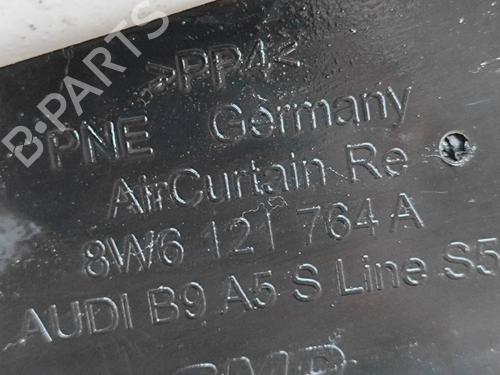 B-PARTS
>PP4<
PNE Germany
AirCurtain Re
8W6 121 764 A
AUDI B9 A5 S Line S5